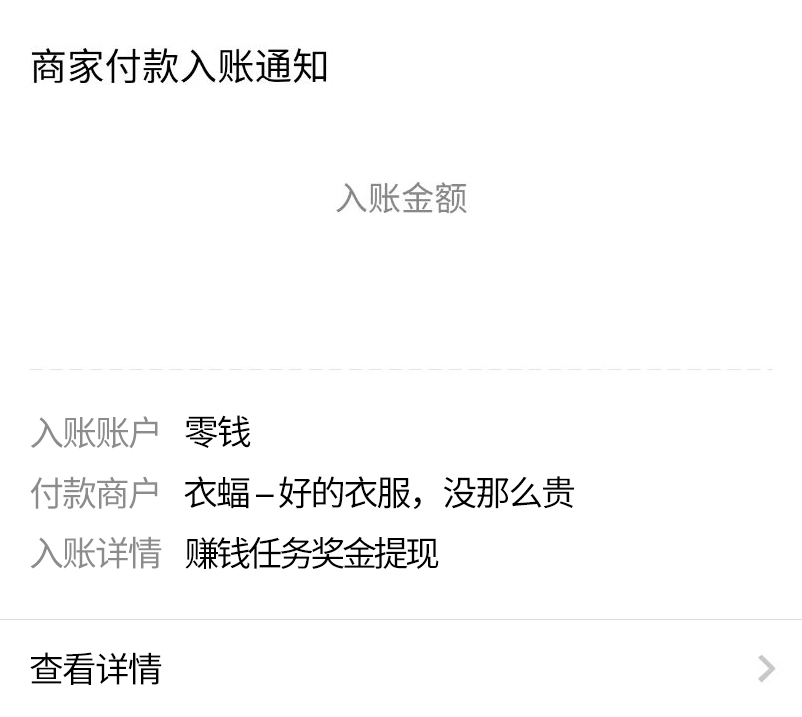 商家付款入账通知
入账金额
入账账户 零钱
付款商户 衣蝠–好的衣服，没那么贵
入账详情 赚钱任务奖金提现
查看详情